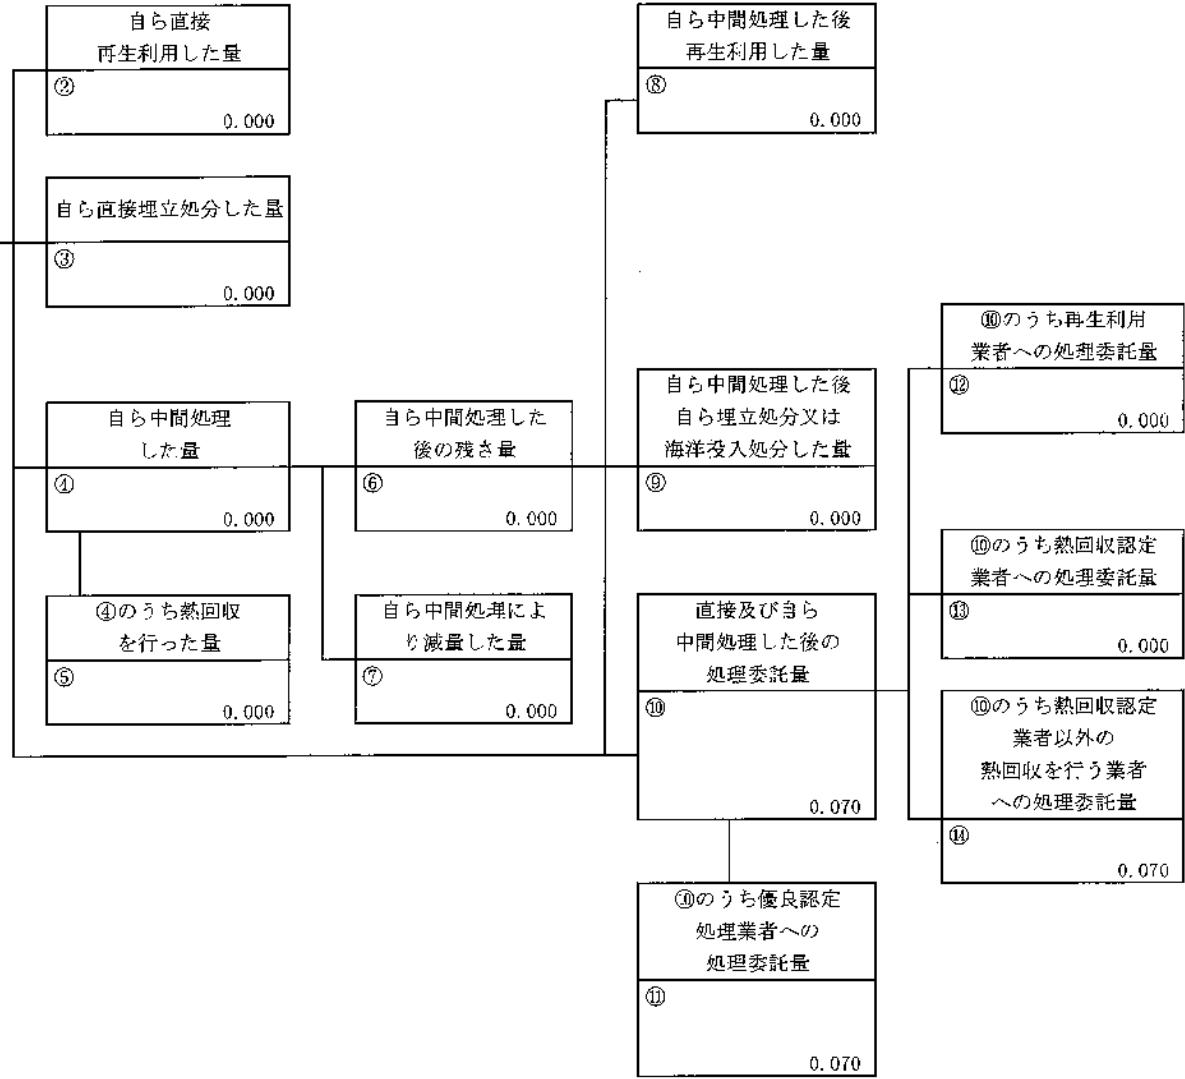 自ら直接
再生利用した量
②
0.000
自ら中間処理した後
再生利用した量
⑧
0.000
自ら直接埋立処分した量
③
0.000
⑩のうち再生利用
業者への処理委託量
⑫
0.000
自ら中間処理
した量
④
0.000
自ら中間処理した
後の残さ量
⑥
0.000
自ら中間処理した後
自ら埋立処分又は
海洋投入処分した量
⑨
0.000
⑩のうち熱回収認定
業者への処理委託量
⑬
0.000
④のうち熱回収
を行った量
⑤
0.000
自ら中間処理によ
り減量した量
⑦
0.000
直接及び自ら
中間処理した後の
処理委託量
⑩
0.070
⑩のうち熱回収認定
業者以外の
熱回収を行う業者
への処理委託量
⑭
0.070
⑩のうち優良認定
処理業者への
処理委託量
⑪
0.070